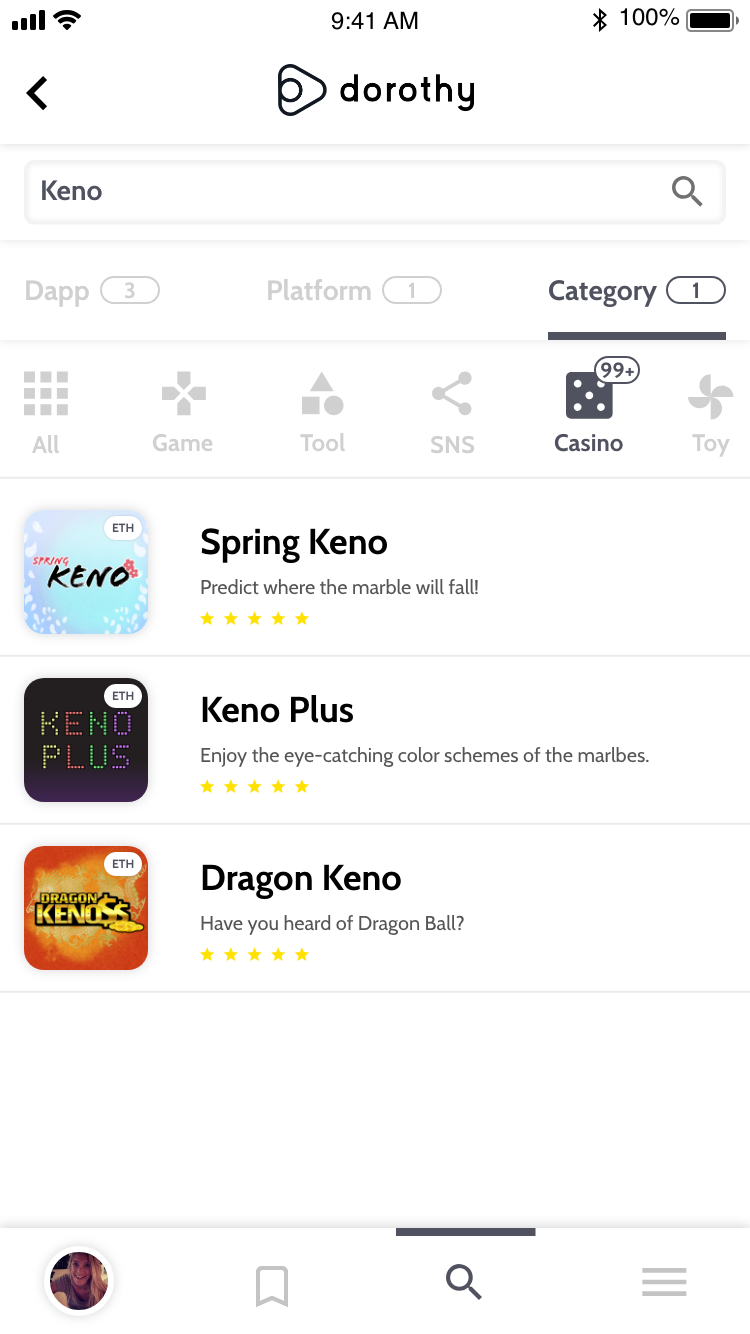 9:41 AM 100%
dorothy
Keno
Dapp 3 Platform 1 Category 1
99+
All Game Tool SNS Casino Toy
ETH
SPRING
KENO
Spring Keno
Predict where the marble will fall!
ETH
KENO
PLUS
Keno Plus
Enjoy the eye-catching color schemes of the marlbes.
ETH
DRAGON
KENO$$
Dragon Keno
Have you heard of Dragon Ball?